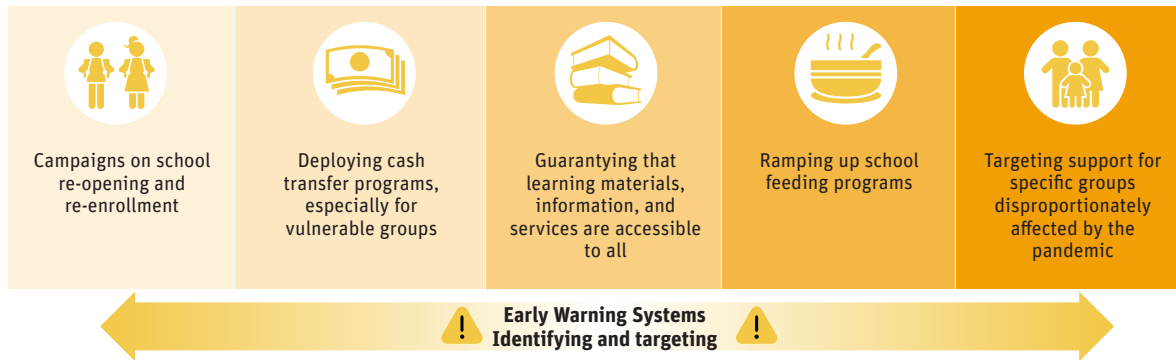 Campaigns on school
re-opening and
re-enrollment
Deploying cash
transfer programs,
especially for
vulnerable groups
Guarantying that
learning materials,
information, and
services are accessible
to all
Ramping up school
feeding programs
Targeting support for
specific groups
disproportionately
affected by the
pandemic
Early Warning Systems
Identifying and targeting